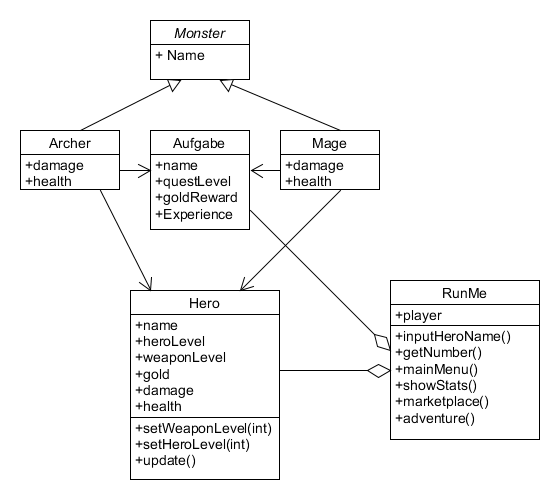 Monster
+ Name
Archer
+damage
+health
Aufgabe
+name
+questLevel
+goldReward
+Experience
Mage
+damage
+health
Hero
+name
+heroLevel
+weaponLevel
+gold
+damage
+health
+setWeaponLevel(int)
+setHeroLevel(int)
+update()
RunMe
+player
+inputHeroName()
+getNumber()
+mainMenu()
+showStats()
+marketplace()
+adventure()